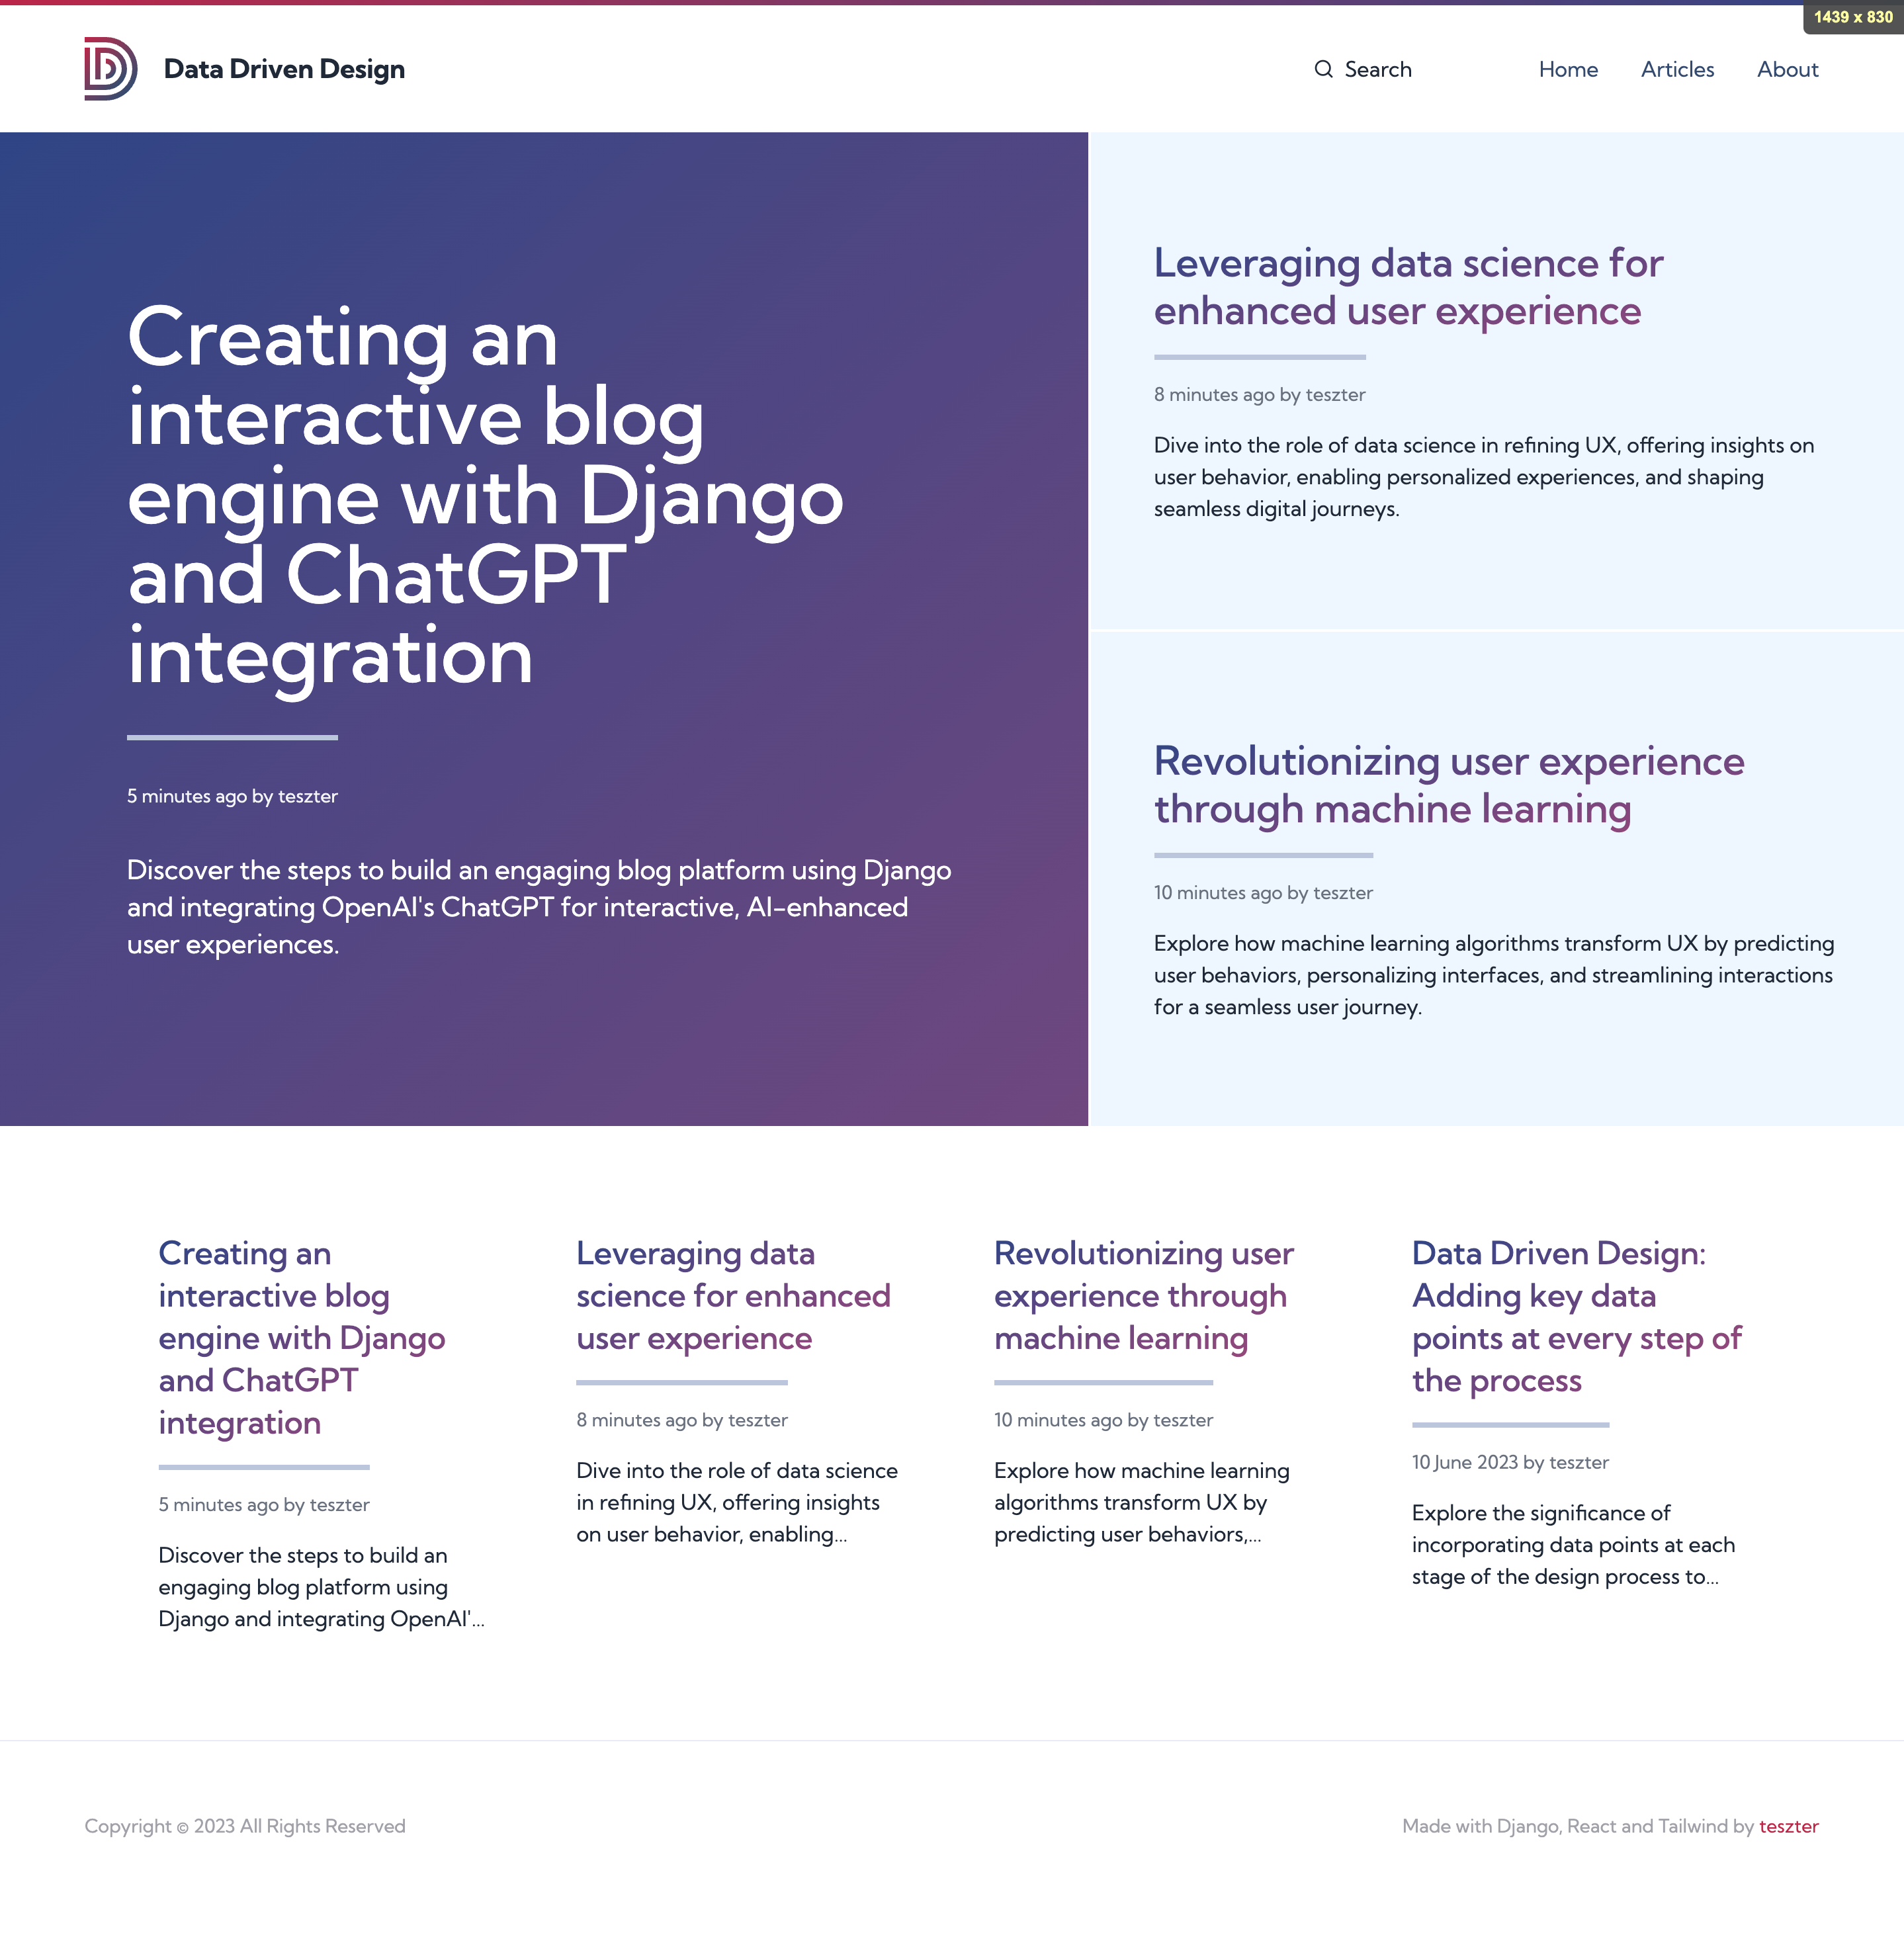 1439 x 830
Data Driven Design
Search
Home
Articles
About
Creating an
interactive blog
engine with Django
and ChatGPT
integration
5 minutes ago by teszter
Discover the steps to build an engaging blog platform using Django
and integrating OpenAI's ChatGPT for interactive, AI-enhanced
user experiences.
Leveraging data science for
enhanced user experience
8 minutes ago by teszter
Dive into the role of data science in refining UX, offering insights on
user behavior, enabling personalized experiences, and shaping
seamless digital journeys.
Revolutionizing user experience
through machine learning
10 minutes ago by teszter
Explore how machine learning algorithms transform UX by predicting
user behaviors, personalizing interfaces, and streamlining interactions
for a seamless user journey.
Creating an
interactive blog
engine with Django
and ChatGPT
integration
5 minutes ago by teszter
Discover the steps to build an
engaging blog platform using
Django and integrating OpenAI'...
Leveraging data
science for enhanced
user experience
8 minutes ago by teszter
Dive into the role of data science
in refining UX, offering insights
on user behavior, enabling...
Revolutionizing user
experience through
machine learning
10 minutes ago by teszter
Explore how machine learning
algorithms transform UX by
predicting user behaviors,...
Data Driven Design:
Adding key data
points at every step of
the process
10 June 2023 by teszter
Explore the significance of
incorporating data points at each
stage of the design process to...
Copyright © 2023 All Rights Reserved
Made with Django, React and Tailwind by teszter